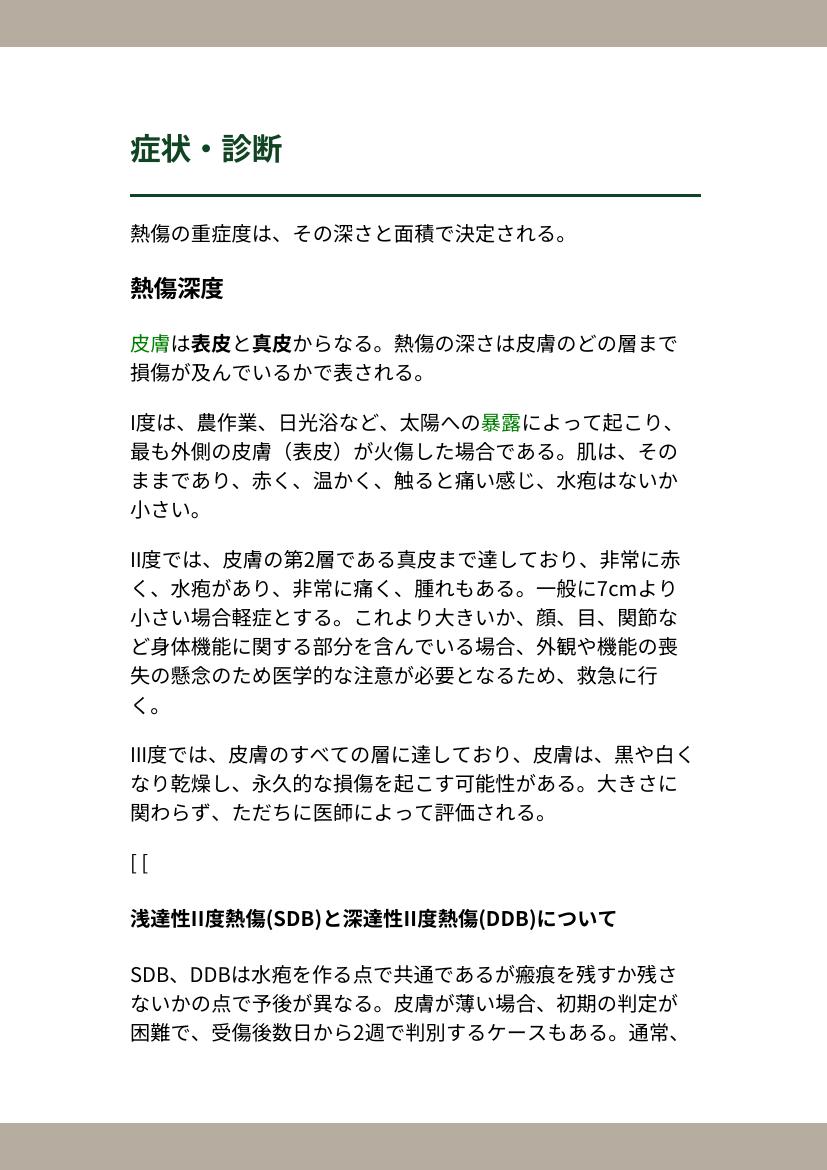 症状・診断
熱傷の重症度は、その深さと面積で決定される。
熱傷深度
皮膚は表皮と真皮からなる。熱傷の深さは皮膚のどの層まで
損傷が及んでいるかで表される。
I度は、農作業、日光浴など、太陽への暴露によって起こり、
最も外側の皮膚（表皮）が火傷した場合である。肌は、その
ままであり、赤く、温かく、触ると痛い感じ、水疱はないか
小さい。
II度では、皮膚の第2層である真皮まで達しており、非常に赤
く、水疱があり、非常に痛く、腫れもある。一般に7cmより
小さい場合軽症とする。これより大きいか、顔、目、関節な
ど身体機能に関する部分を含んでいる場合、外観や機能の喪
失の懸念のため医学的な注意が必要となるため、救急に行
く。
III度では、皮膚のすべての層に達しており、皮膚は、黒や白く
なり乾燥し、永久的な損傷を起こす可能性がある。大きさに
関わらず、ただちに医師によって評価される。
[ [
浅達性II度熱傷(SDB)と深達性II度熱傷(DDB)について
SDB、DDBは水疱を作る点で共通であるが瘢痕を残すか残さ
ないかの点で予後が異なる。皮膚が薄い場合、初期の判定が
困難で、受傷後数日から2週で判別するケースもある。通常、